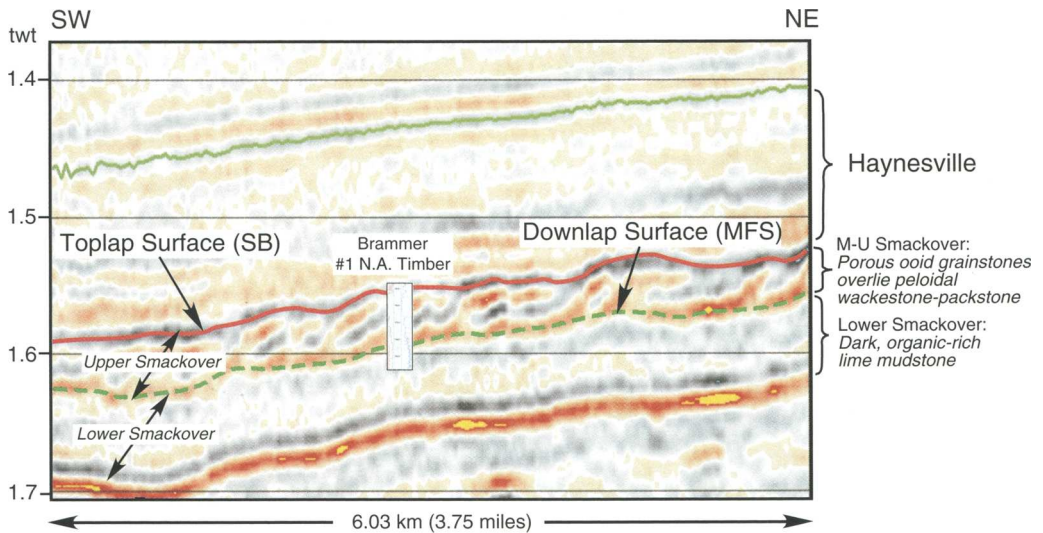 SW
NE
twt
1.4
1.5
1.6
1.7
Toplap Surface (SB)
Brammer
#1 N.A. Timber
Downlap Surface (MFS)
Upper Smackover
Lower Smackover
Haynesville
M-U Smackover:
Porous ooid grainstones
overlie peloidal
wackestone-packstone
Lower Smackover:
Dark, organic-rich
lime mudstone
6.03 km (3.75 miles)